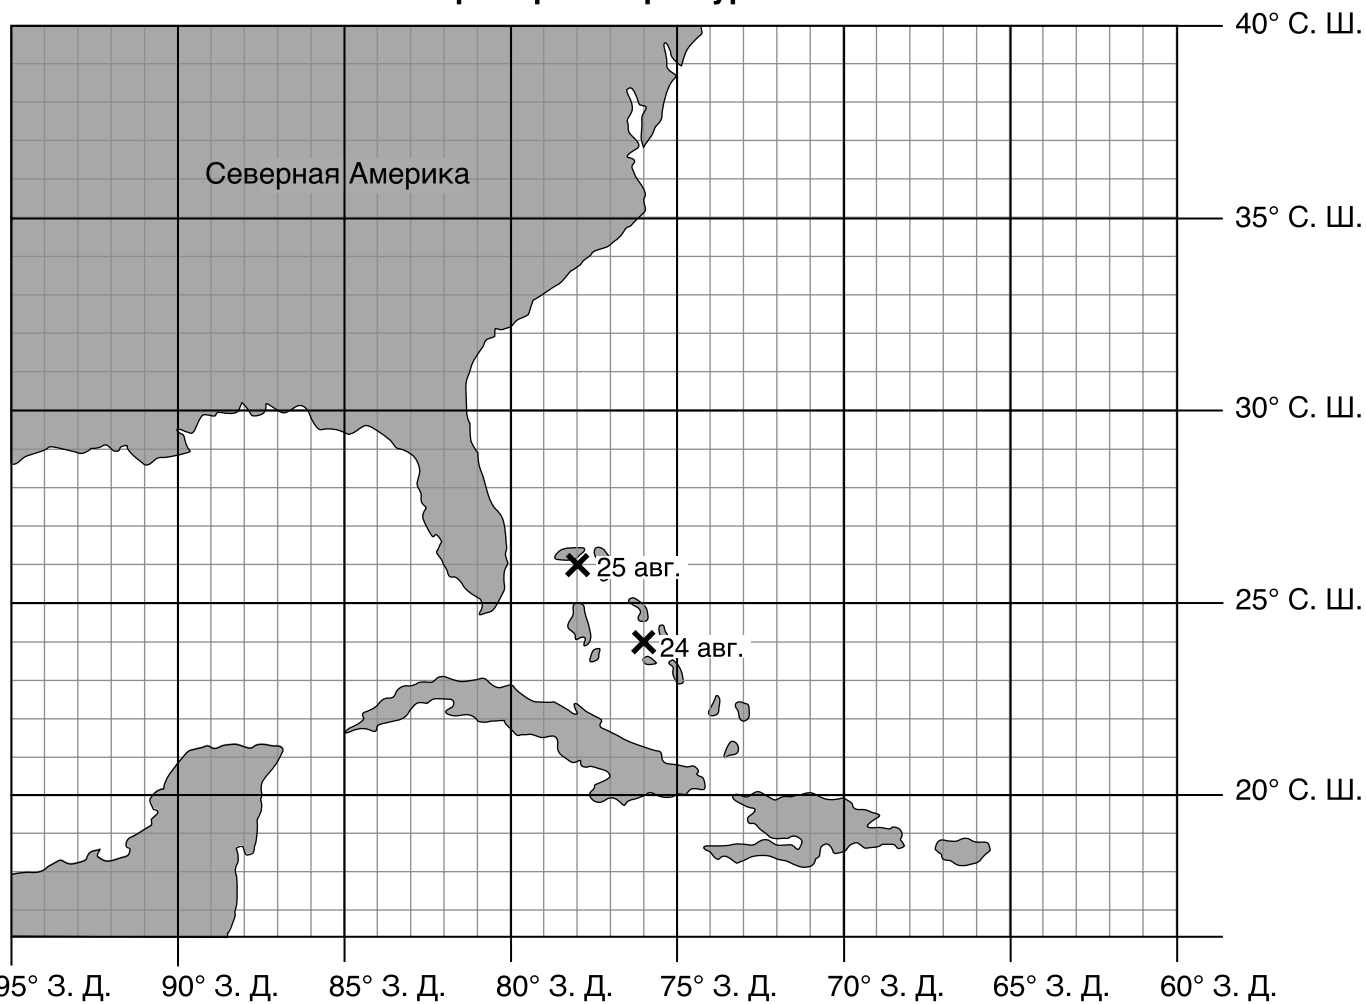 40° С. Ш.
Северная Америка
35° С. Ш.
30° С. Ш.
25 авг.
25° С. Ш.
24 авг.
20° С. Ш.
95° З. Д. 90° З. Д. 85° З. Д. 80° З. Д. 75° З. Д. 70° З. Д. 65° З. Д. 60° З. Д.